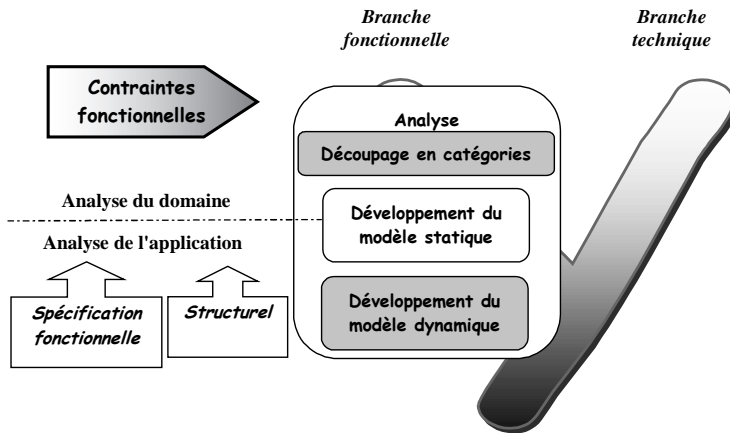 Branche
fonctionnelle
Branche
technique
Contraintes
fonctionnelles
Analyse
Découpage en catégories
Analyse du domaine
Développement du
modèle statique
Analyse de l'application
Spécification
fonctionnelle
Structurel
Développement du
modèle dynamique